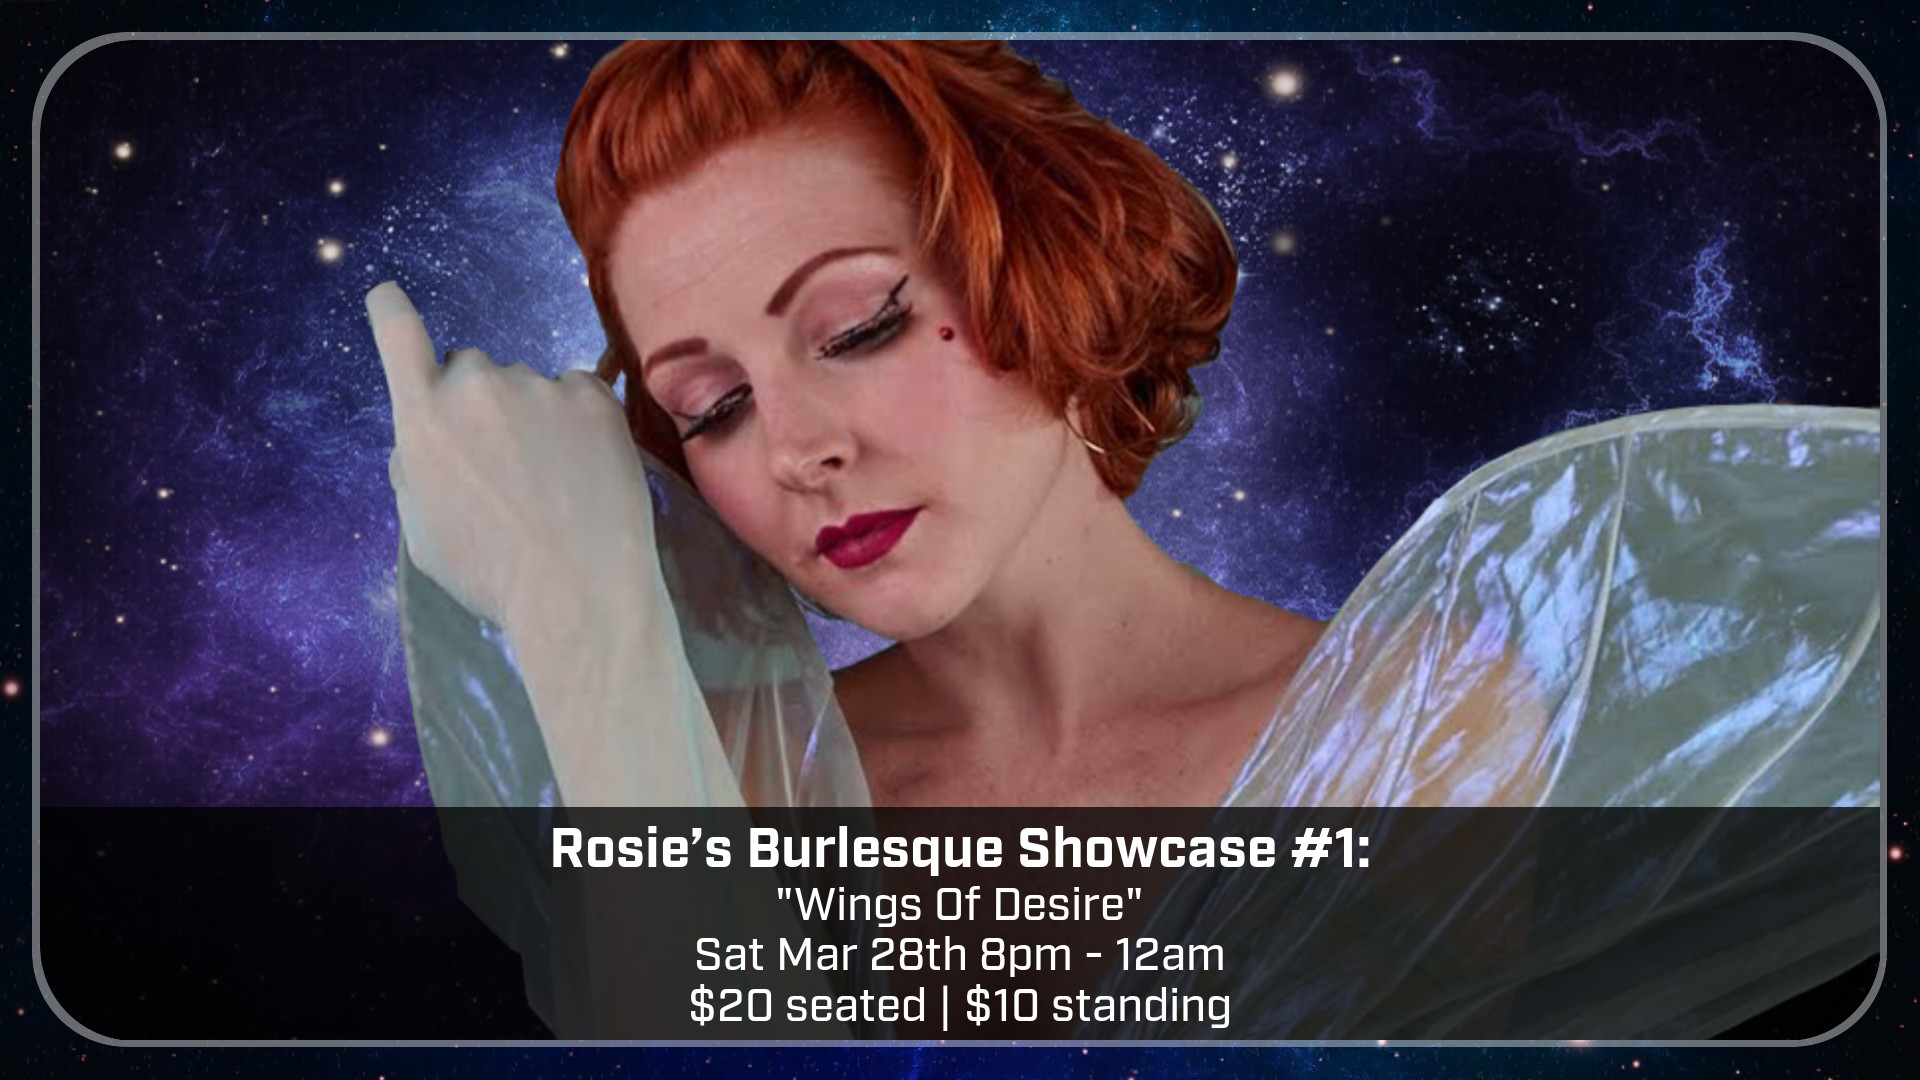 Rosie’s Burlesque Showcase #1:
"Wings Of Desire"
Sat Mar 28th 8pm - 12am
$20 seated | $10 standing